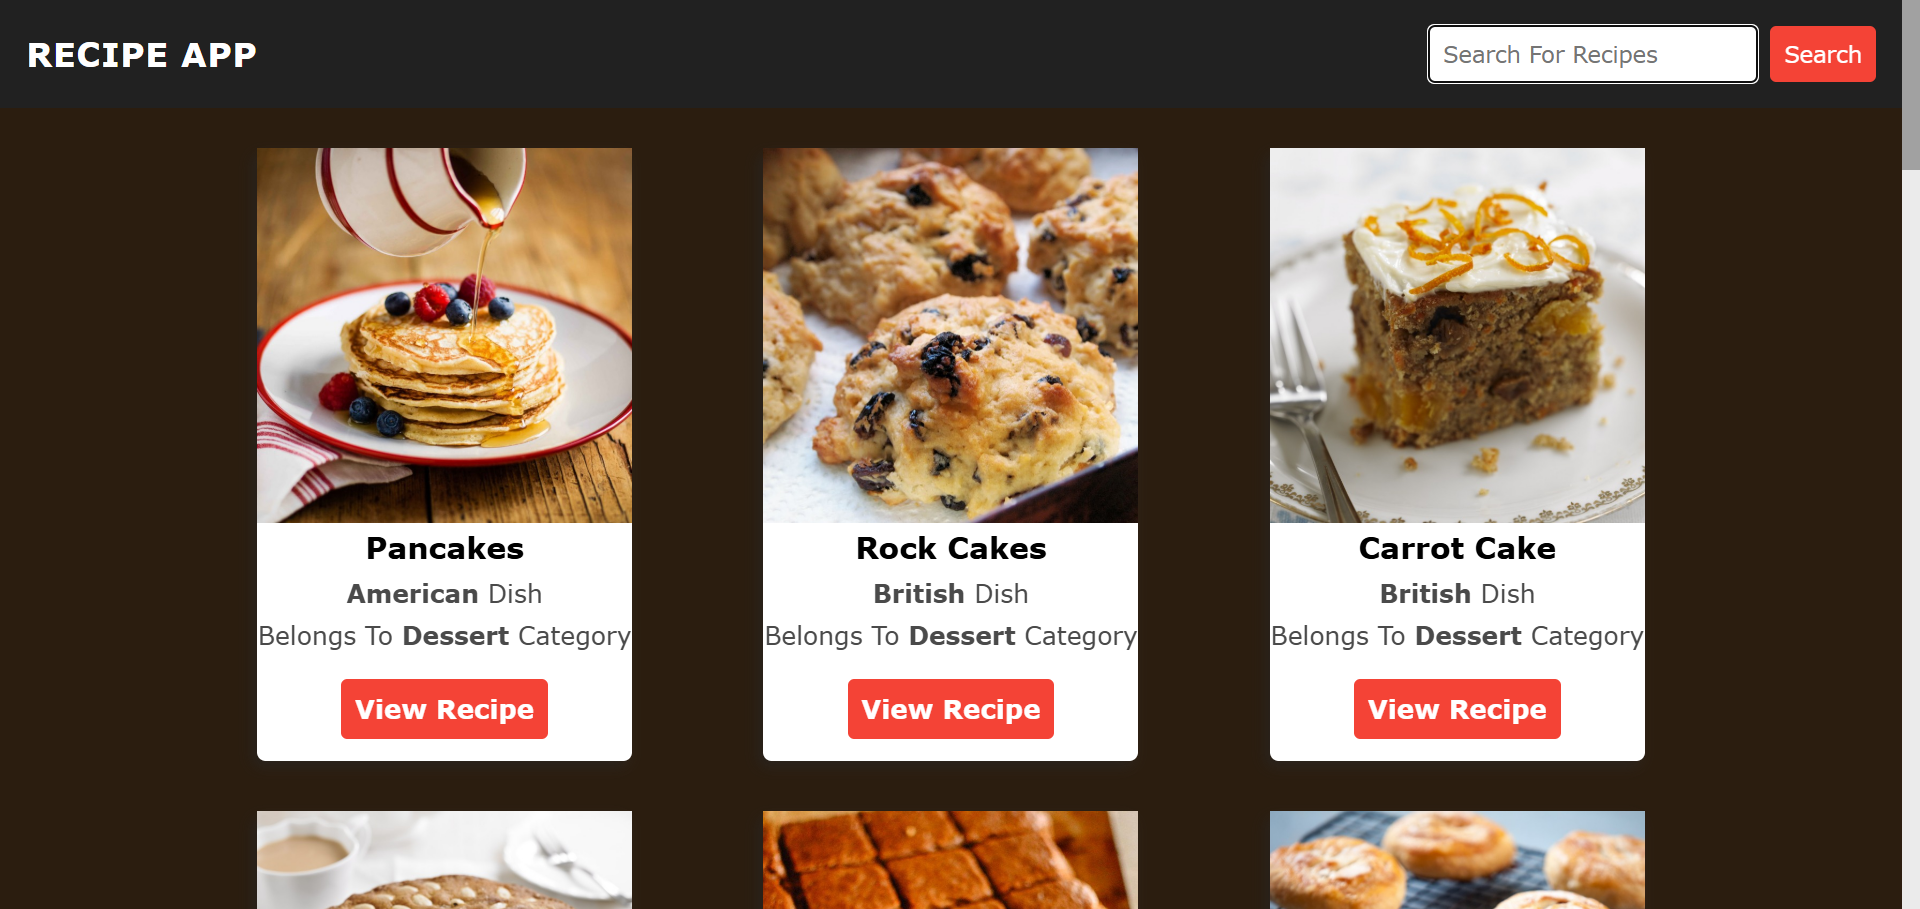 RECIPE APP
Search For Recipes
Search
Pancakes
American Dish
Belongs To Dessert Category
View Recipe
Rock Cakes
British Dish
Belongs To Dessert Category
View Recipe
Carrot Cake
British Dish
Belongs To Dessert Category
View Recipe